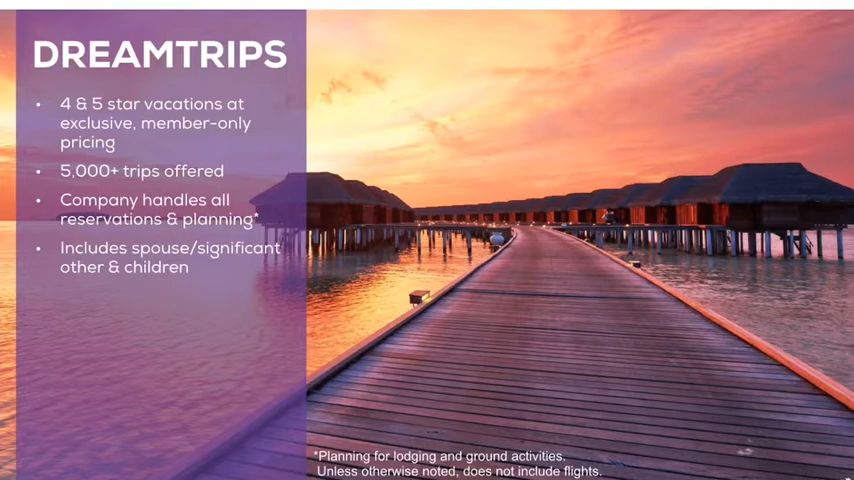 DREAMTRIPS
• 4 & 5 star vacations at
exclusive, member-only
pricing
• 5,000+ trips offered
• Company handles all
reservations & planning*
• Includes spouse/significant
other & children
*Planning for lodging and ground activities.
Unless otherwise noted, does not include flights.